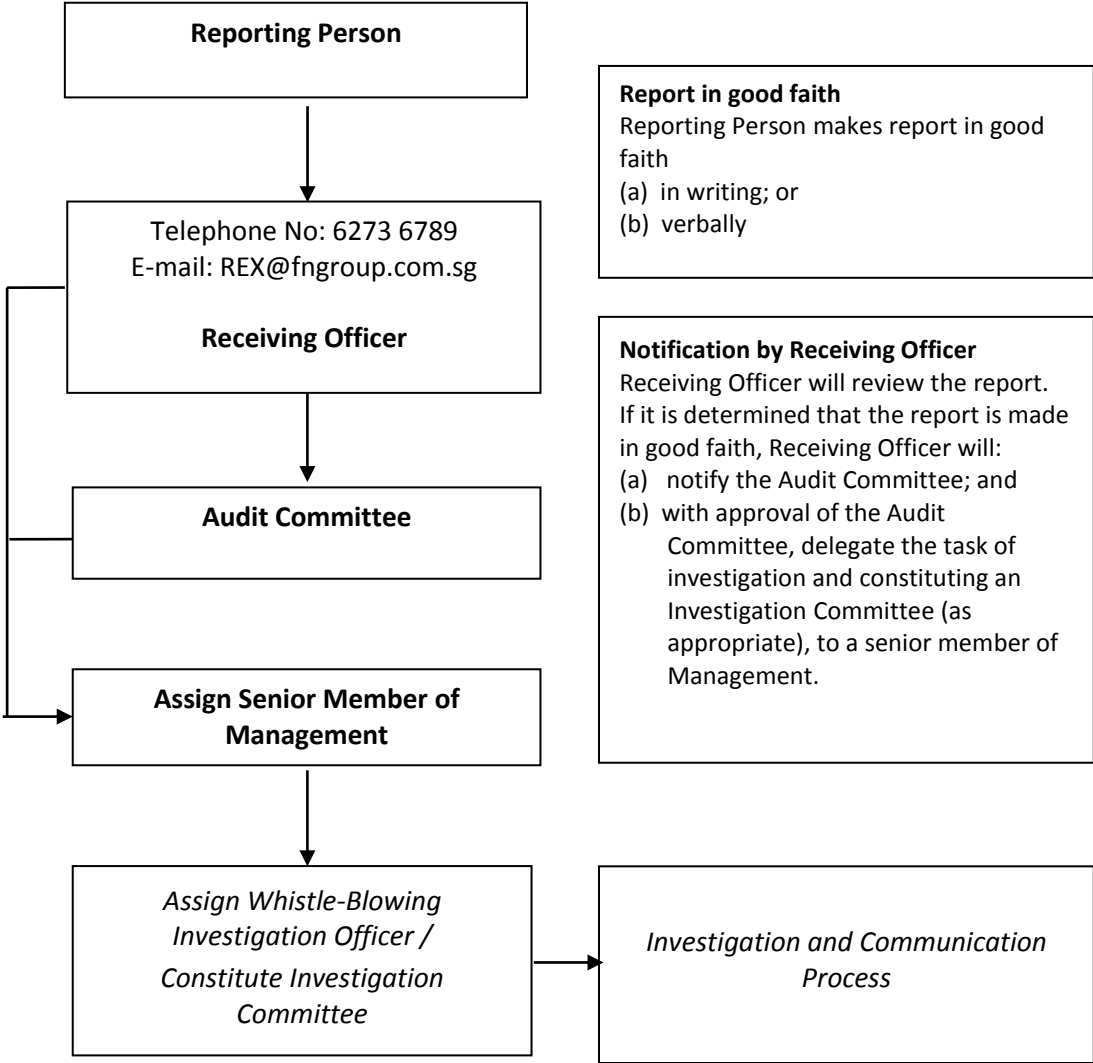 Reporting Person
Report in good faith
Reporting Person makes report in good
faith
(a) in writing; or
(b) verbally
Telephone No: 6273 6789
E-mail: REX@fngroup.com.sg
Receiving Officer
Notification by Receiving Officer
Receiving Officer will review the report.
If it is determined that the report is made
in good faith, Receiving Officer will:
(a) notify the Audit Committee; and
(b) with approval of the Audit
Committee, delegate the task of
investigation and constituting an
Investigation Committee (as
appropriate), to a senior member of
Management.
Audit Committee
Assign Senior Member of
Management
Assign Whistle-Blowing
Investigation Officer /
Constitute Investigation
Committee
Investigation and Communication
Process